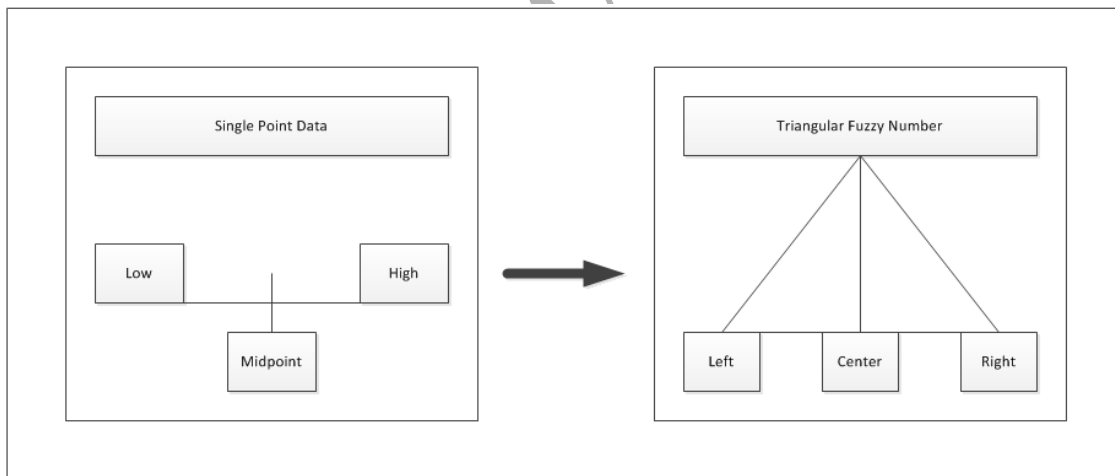 Single Point Data
Low
High
Midpoint
Triangular Fuzzy Number
Left
Center
Right